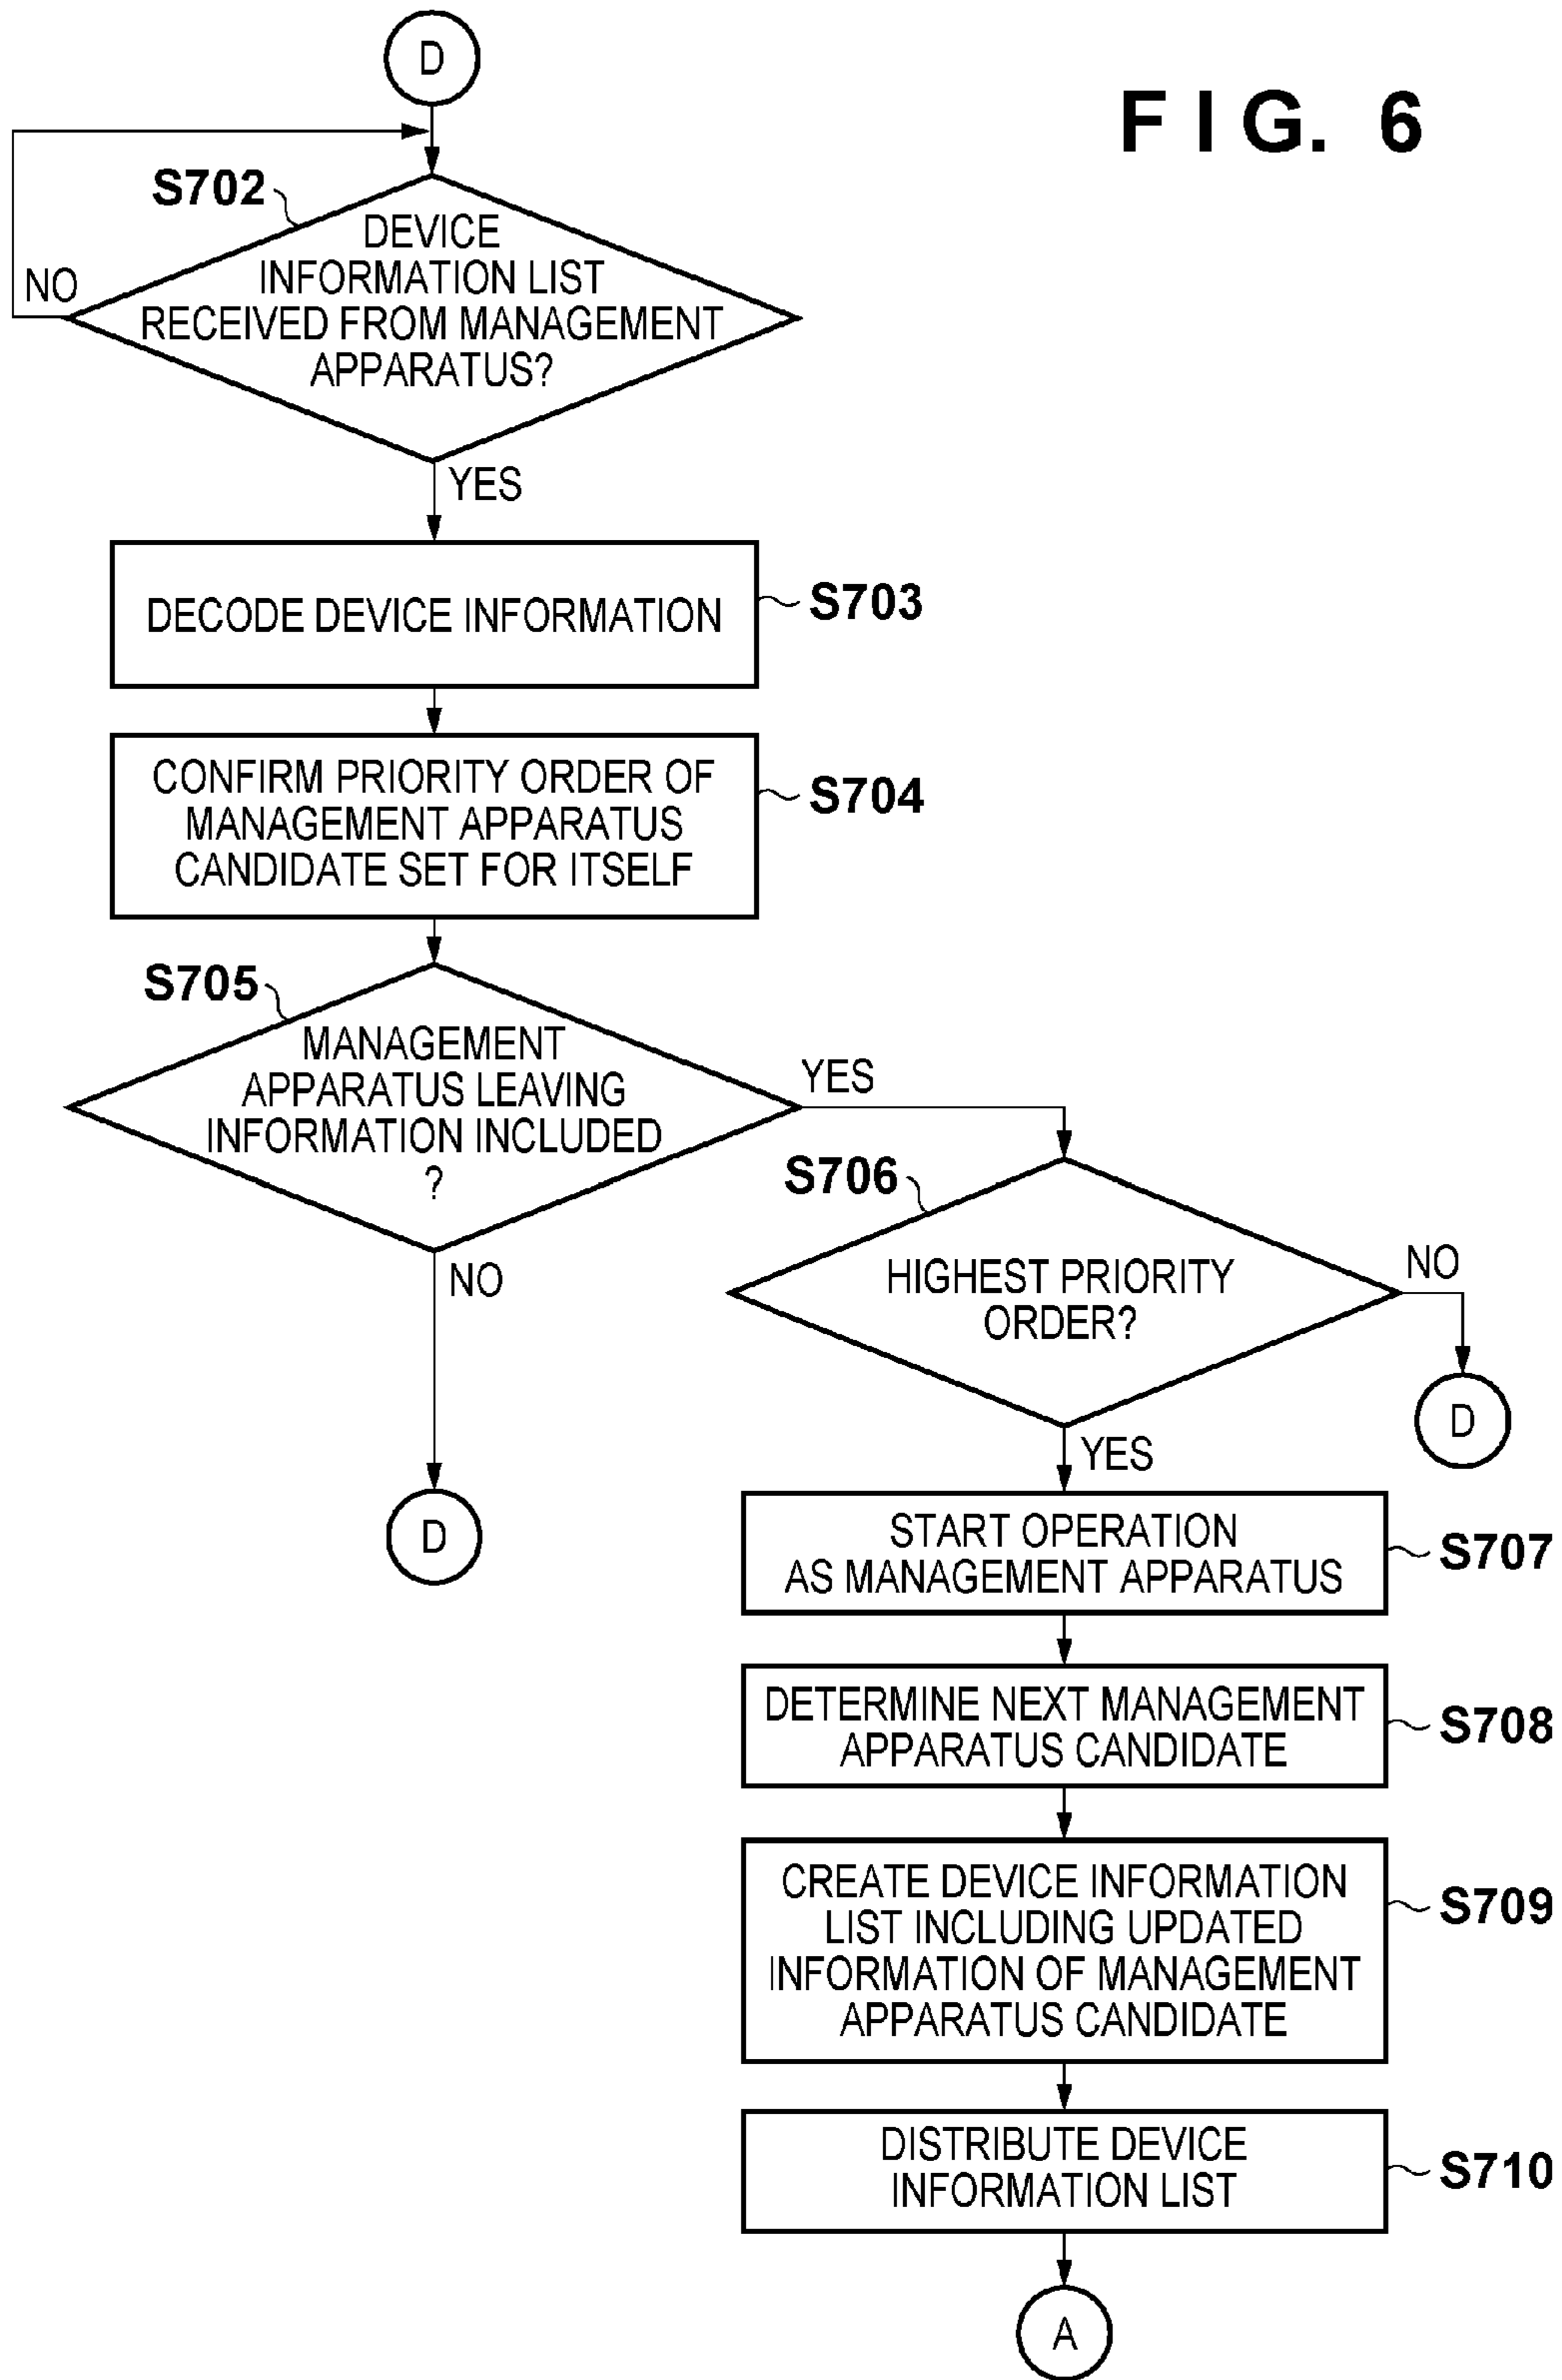 D
FIG. 6
S702
DEVICE
INFORMATION LIST
RECEIVED FROM MANAGEMENT
APPARATUS?
NO
YES
DECODE DEVICE INFORMATION
S703
CONFIRM PRIORITY ORDER OF
MANAGEMENT APPARATUS
CANDIDATE SET FOR ITSELF
S704
S705
MANAGEMENT
APPARATUS LEAVING
INFORMATION INCLUDED
?
YES
NO
D
S706
HIGHEST PRIORITY
ORDER?
NO
D
YES
START OPERATION
AS MANAGEMENT APPARATUS
S707
DETERMINE NEXT MANAGEMENT
APPARATUS CANDIDATE
S708
CREATE DEVICE INFORMATION
LIST INCLUDING UPDATED
INFORMATION OF MANAGEMENT
APPARATUS CANDIDATE
S709
DISTRIBUTE DEVICE
INFORMATION LIST
S710
A